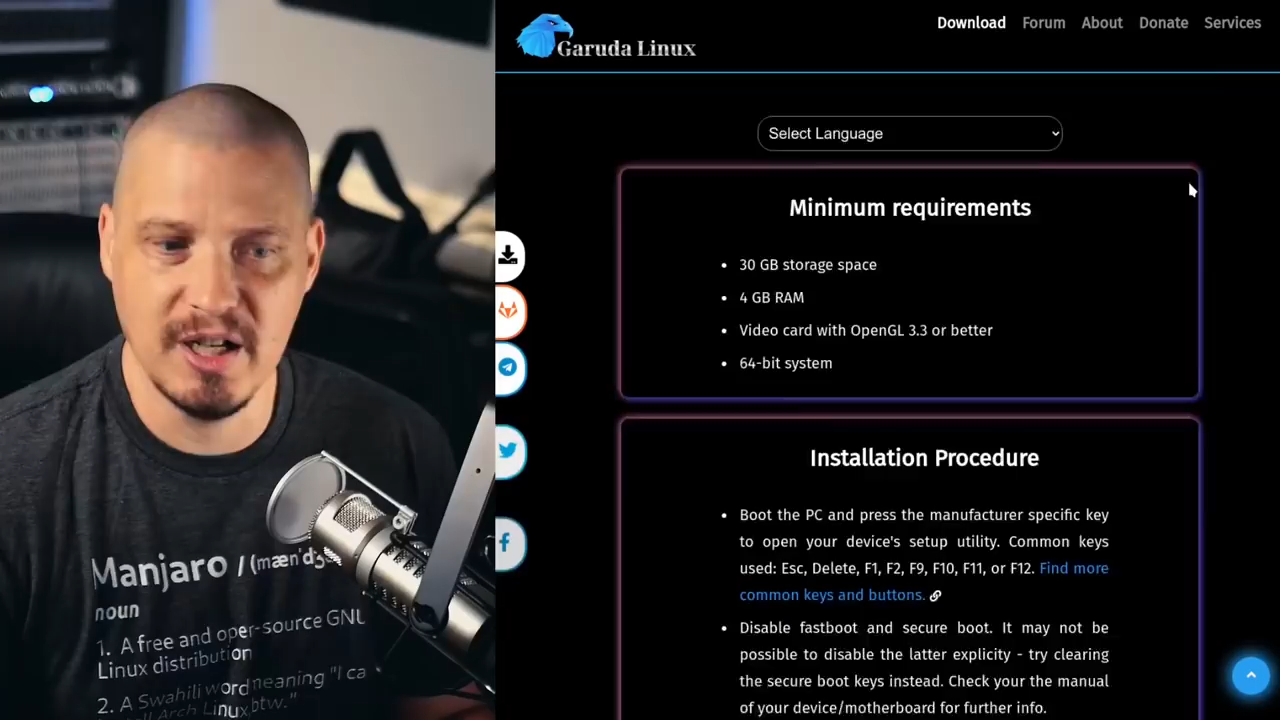 Garuda Linux
Download Forum About Donate Services
Select Language
Minimum requirements
30 GB storage space
4 GB RAM
Video card with OpenGL 3.3 or better
64-bit system
Installation Procedure
Boot the PC and press the manufacturer specific key
to open your device's setup utility. Common keys
used: Esc, Delete, F1, F2, F9, F10, F11, or F12. Find more
common keys and buttons.
Disable fastboot and secure boot. It may not be
possible to disable the latter explicity - try clearing
the secure boot keys instead. Check your the manual
of your device/motherboard for further info.
Manjaro /(mænˈdʒ
noun
1. A free and open-source GNU
Linux distribution
2. A Swahili word meaning "I ca
Arch Linux, btw."